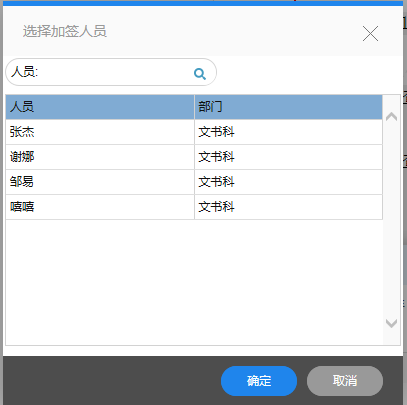 选择加签人员
人员:
人员 部门
张杰 文书科
谢娜 文书科
邹易 文书科
嘻嘻 文书科
确定 取消